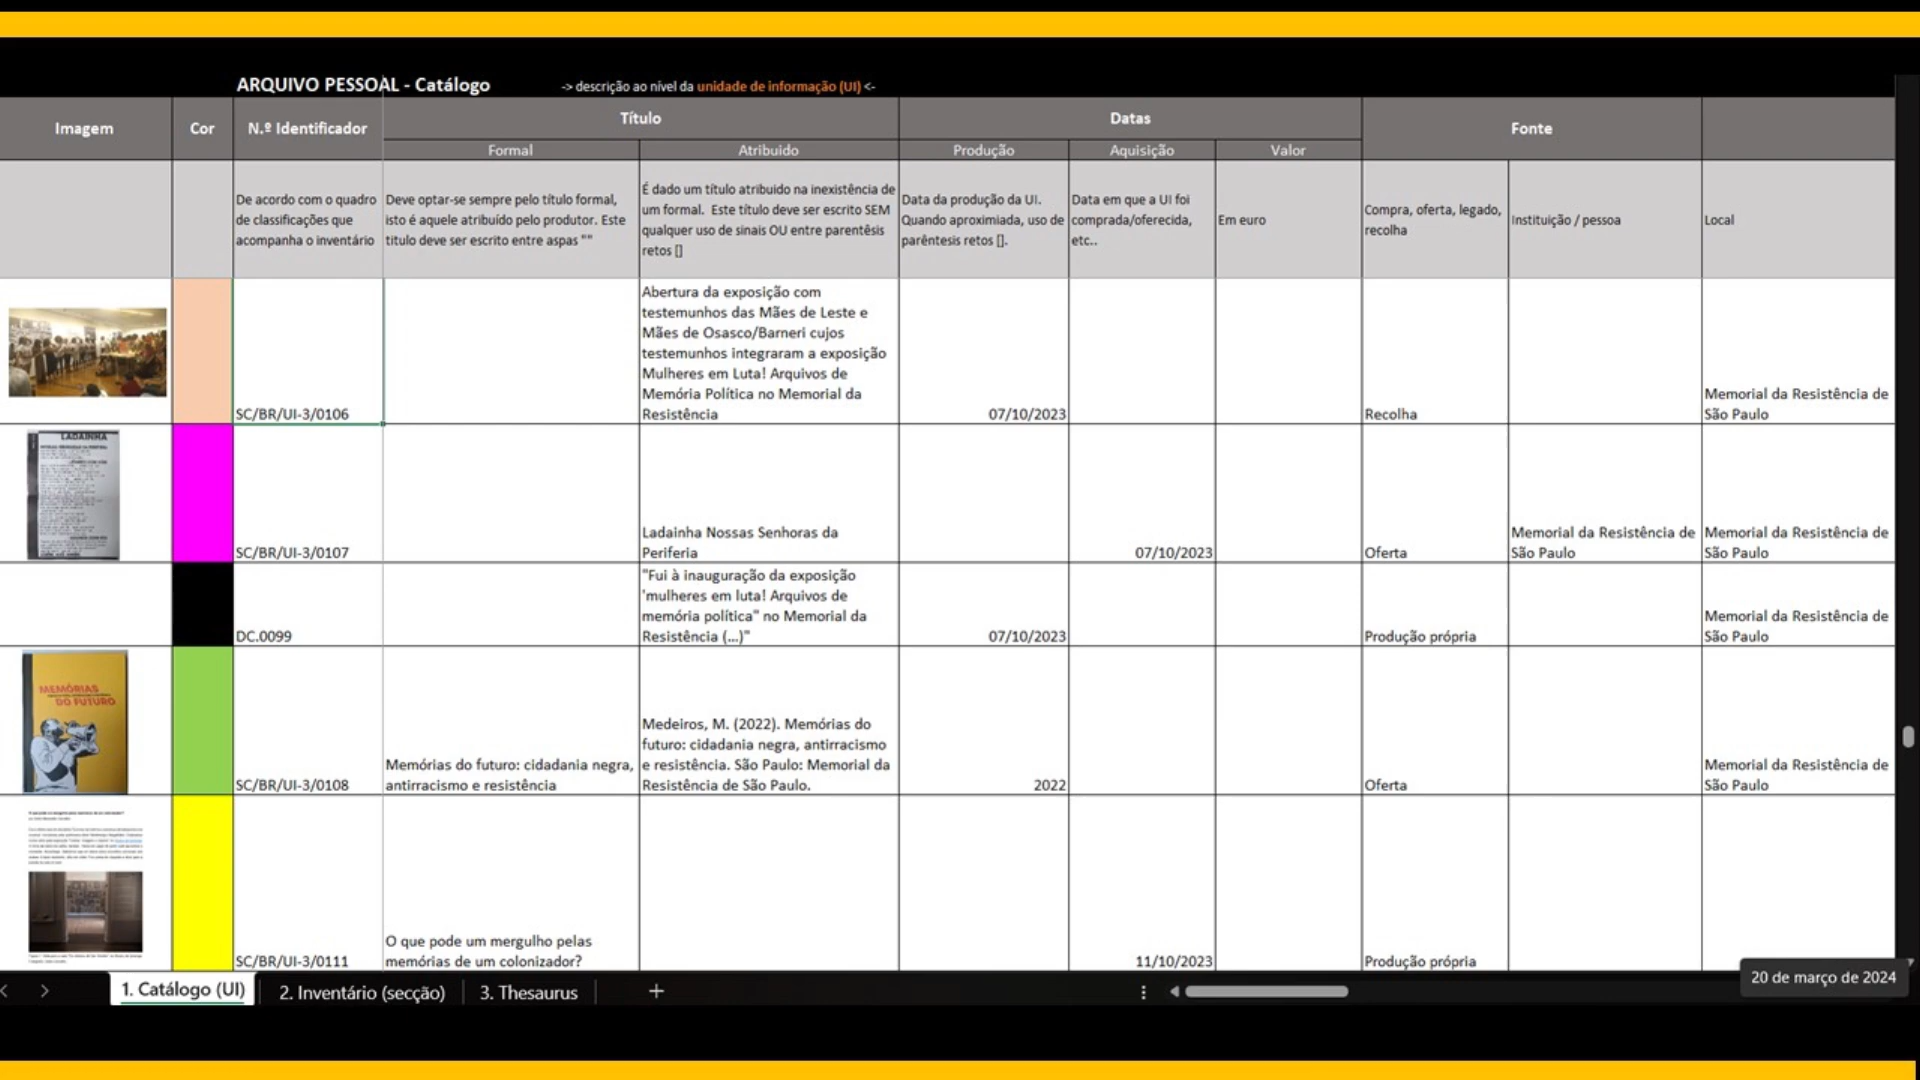 ARQUIVO PESSOAL - Catálogo
-> descrição ao nível da unidade de informação (UI) <-
Imagem
Cor
N.º Identificador
Título
Datas
Fonte
Formal
Atribuido
Produção
Aquisição
Valor
De acordo com o quadro
de classificações que
acompanha o inventário
Deve optar-se sempre pelo título formal,
isto é aquele atribuído pelo produtor. Este
titulo deve ser escrito entre aspas ""
É dado um título atribuido na inexistência de
um formal. Este título deve ser escrito SEM
qualquer uso de sinais OU entre parentêsis
retos []
Data da produção da UI.
Quando aproximiada, uso de
parêntesis retos [].
Data em que a UI foi
comprada/oferecida,
etc..
Em euro
Compra, oferta, legado,
recolha
Instituição / pessoa
Local
SC/BR/UI-3/0106
Abertura da exposição com
testemunhos das Mães de Leste e
Mães de Osasco/Barneri cujos
testemunhos integraram a exposição
Mulheres em Luta! Arquivos de
Memória Política no Memorial da
Resistência
07/10/2023
Recolha
Memorial da Resistência de
São Paulo
LADAINHA
SC/BR/UI-3/0107
Ladainha Nossas Senhoras da
Periferia
07/10/2023
Oferta
Memorial da Resistência de
São Paulo
Memorial da Resistência de
São Paulo
DC.0099
"Fui à inauguração da exposição
'mulheres em luta! Arquivos de
memória política" no Memorial da
Resistência (...)"
07/10/2023
Produção própria
Memorial da Resistência de
São Paulo
MEMÓRIAS
DO FUTURO
SC/BR/UI-3/0108
Memórias do futuro: cidadania negra,
antirracismo e resistência
Medeiros, M. (2022). Memórias do
futuro: cidadania negra, antirracismo
e resistência. São Paulo: Memorial da
Resistência de São Paulo.
2022
Oferta
Memorial da Resistência de
São Paulo
SC/BR/UI-3/0111
O que pode um mergulho pelas
memórias de um colonizador?
11/10/2023
Produção própria
20 de março de 2024
1. Catálogo (UI)
2. Inventário (secção)
3. Thesaurus